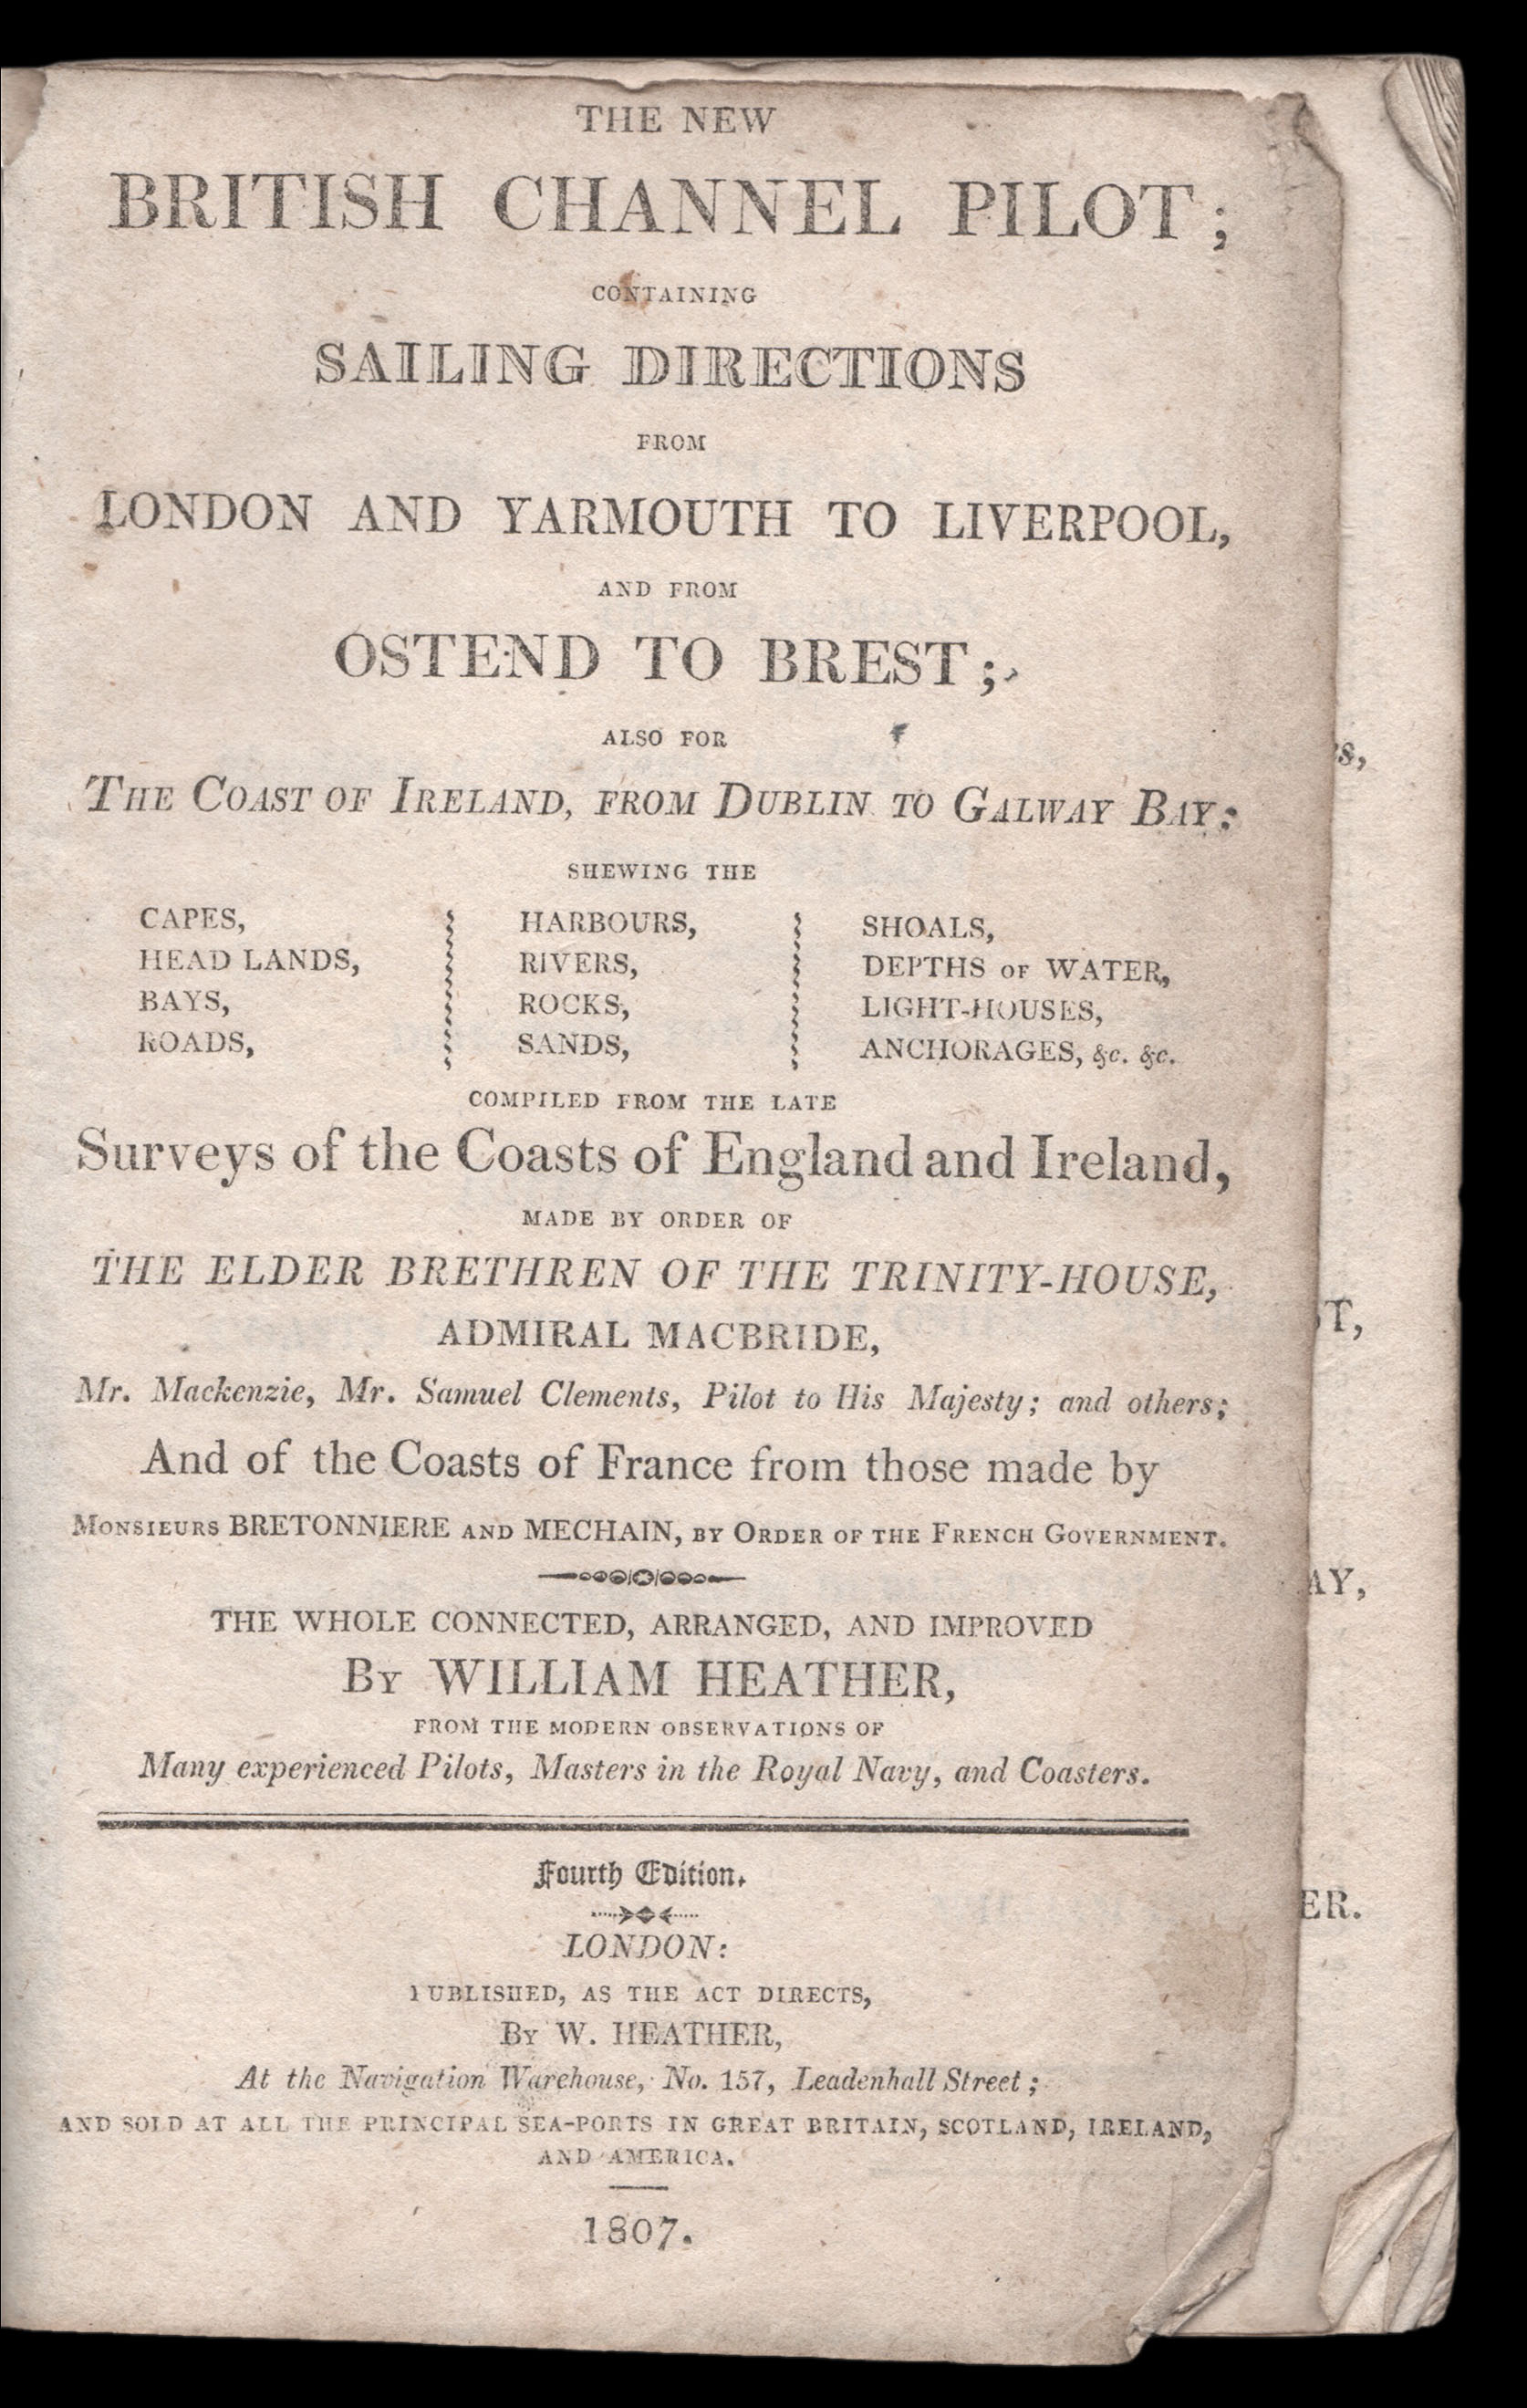 THE NEW
BRITISH CHANNEL PILOT;
CONTAINING
SAILING DIRECTIONS
FROM
LONDON AND YARMOUTH TO LIVERPOOL,
AND FROM
OSTEND TO BREST;
ALSO FOR
THE COAST OF IRELAND, FROM DUBLIN TO GALWAY BAY:
SHEWING THE
CAPES,
HEAD LANDS,
BAYS,
ROADS,
HARBOURS,
RIVERS,
ROCKS,
SANDS,
SHOALS,
DEPTHS OF WATER,
LIGHT-HOUSES,
ANCHORAGES, &c. &c.
COMPILED FROM THE LATE
Surveys of the Coasts of England and Ireland,
MADE BY ORDER OF
THE ELDER BRETHREN OF THE TRINITY-HOUSE,
ADMIRAL MACBRIDE,
Mr. Mackenzie, Mr. Samuel Clements, Pilot to His Majesty; and others;
And of the Coasts of France from those made by
MONSIEURS BRETONNIERE AND MECHAIN, BY ORDER OF THE FRENCH GOVERNMENT.
THE WHOLE CONNECTED, ARRANGED, AND IMPROVED
BY WILLIAM HEATHER,
FROM THE MODERN OBSERVATIONS OF
Many experienced Pilots, Masters in the Royal Navy, and Coasters.
Fourth Edition.
LONDON:
PUBLISHED, AS THE ACT DIRECTS,
BY W. HEATHER,
At the Navigation Warehouse, No. 157, Leadenhall Street;
AND SOLD AT ALL THE PRINCIPAL SEA-PORTS IN GREAT BRITAIN, SCOTLAND, IRELAND,
AND AMERICA.
1807.